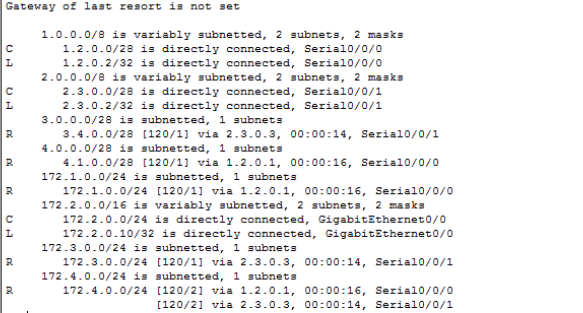 Gateway of last resort is not set
1.0.0.0/8 is variably subnetted, 2 subnets, 2 masks
C 1.2.0.0/28 is directly connected, Serial0/0/0
L 1.2.0.2/32 is directly connected, Serial0/0/0
2.0.0.0/8 is variably subnetted, 2 subnets, 2 masks
C 2.3.0.0/28 is directly connected, Serial0/0/1
L 2.3.0.2/32 is directly connected, Serial0/0/1
3.0.0.0/28 is subnetted, 1 subnets
R 3.4.0.0/28 [120/1] via 2.3.0.3, 00:00:14, Serial0/0/1
4.0.0.0/28 is subnetted, 1 subnets
R 4.1.0.0/28 [120/1] via 1.2.0.1, 00:00:16, Serial0/0/0
172.1.0.0/24 is subnetted, 1 subnets
R 172.1.0.0/24 [120/1] via 1.2.0.1, 00:00:16, Serial0/0/0
172.2.0.0/16 is variably subnetted, 2 subnets, 2 masks
C 172.2.0.0/24 is directly connected, GigabitEthernet0/0
L 172.2.0.10/32 is directly connected, GigabitEthernet0/0
172.3.0.0/24 is subnetted, 1 subnets
R 172.3.0.0/24 [120/1] via 2.3.0.3, 00:00:14, Serial0/0/1
172.4.0.0/24 is subnetted, 1 subnets
R 172.4.0.0/24 [120/2] via 1.2.0.1, 00:00:16, Serial0/0/0
[120/2] via 2.3.0.3, 00:00:14, Serial0/0/1